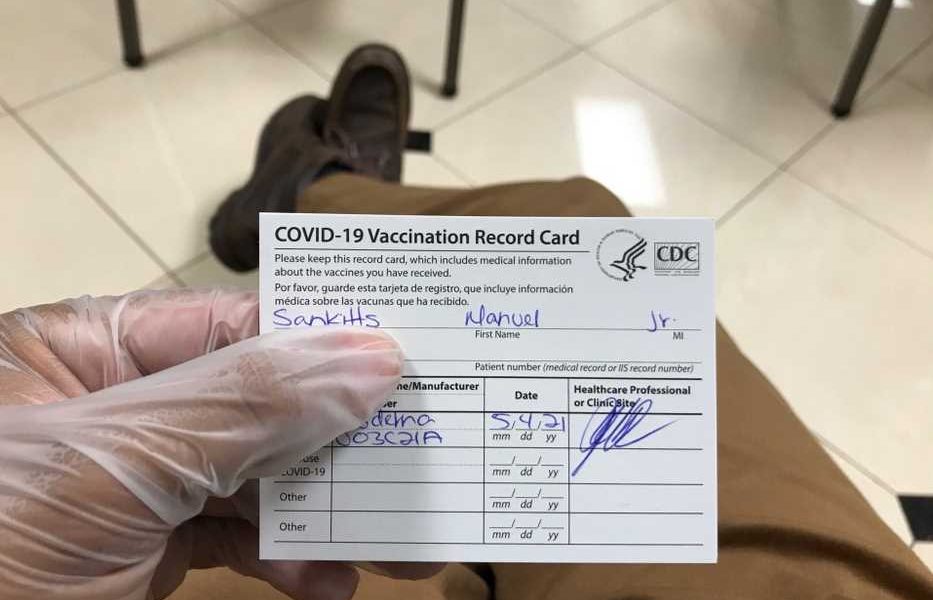 COVID-19 Vaccination Record Card
Please keep this record card, which includes medical information
about the vaccines you have received.
Por favor, guarde esta tarjeta de registro, que incluye información
médica sobre las vacunas que ha recibido.
CDC
Sankitts Manuel Jr.
First Name MI
Patient number (medical record or IIS record number)
Date
Healthcare Professional
or Clinic Site
5/4/21
mm dd yy
COVID-19
mm dd yy
Other
mm dd yy
Other
mm dd yy